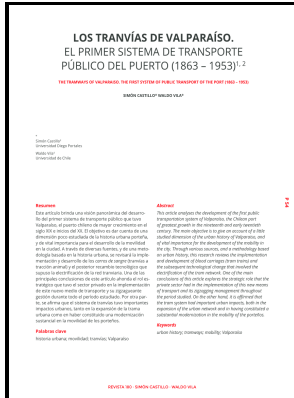 LOS TRANVÍAS DE VALPARAÍSO.
EL PRIMER SISTEMA DE TRANSPORTE
PÚBLICO DEL PUERTO (1863 – 1953)1, 2
THE TRAMWAYS OF VALPARAISO. THE FIRST SYSTEM OF PUBLIC TRANSPORT OF THE PORT (1863 – 1953)
SIMÓN CASTILLO* WALDO VILA*
*
Simón Castillo*
Universidad Diego Portales
Waldo Vila*
Universidad de Chile
Resumen
Este artículo brinda una visión panorámica del desarro-
llo del primer sistema de transporte público que tuvo
Valparaíso, el puerto chileno de mayor crecimiento en el
siglo XIX e inicios del XX. El objetivo es dar cuenta de una
dimensión poco estudiada de la historia urbana porteña,
y de vital importancia para el desarrollo de la movilidad
en la ciudad. A través de diversas fuentes, y de una meto-
dología basada en la historia urbana, se revisará la imple-
mentación y desarrollo de los carros de sangre (tranvías a
tracción animal) y el posterior recambio tecnológico que
supuso la electrificación de la red tranviaria. Una de las
principales conclusiones de este artículo ahonda el rol es-
tratégico que tuvo el sector privado en la implementación
de este nuevo medio de transporte y su zigzagueante
gestión durante todo el período estudiado. Por otra par-
te, se afirma que el sistema de tranvías tuvo importantes
impactos urbanos, tanto en la expansión de la trama
urbana como en haber constituido una modernización
sustancial en la movilidad de los porteños.
Palabras clave
historia urbana; movilidad; tranvías; Valparaíso
Abstract
This article analyses the development of the first public
transportation system of Valparaíso, the Chilean port
of greatest growth in the nineteenth and early twentieth
century. The main objective is to give an account of a little
studied dimension of the urban history of Valparaíso, and
of vital importance for the development of the mobility in
the city. Through various sources, and a methodology based
on urban history, this research reviews the implementation
and development of blood carriages (tram trams) and
the subsequent technological change that involved the
electrification of the tram network. One of the main
conclusions of this article explores the strategic role that the
private sector had in the implementation of this new means
of transport and its zigzagging management throughout
the period studied. On the other hand, it is affirmed that
the tram system had important urban impacts, both in the
expansion of the urban network and in having constituted a
substantial modernization in the mobility of the porteños.
Keywords
urban history; tramways; mobility; Valparaíso
P 54
REVISTA 180 · SIMÓN CASTILLO · WALDO VILA